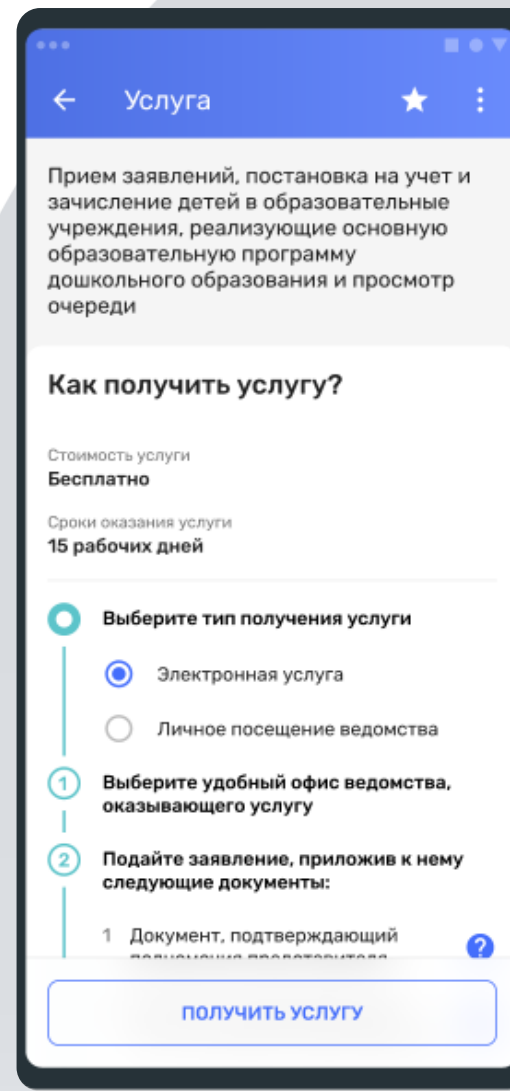 Услуга
Прием заявлений, постановка на учет и
зачисление детей в образовательные
учреждения, реализующие основную
образовательную программу
дошкольного образования и просмотр
очереди
Как получить услугу?
Стоимость услуги
Бесплатно
Сроки оказания услуги
15 рабочих дней
Выберите тип получения услуги
Электронная услуга
Личное посещение ведомства
1 Выберите удобный офис ведомства,
оказывающего услугу
2 Подайте заявление, приложив к нему
следующие документы:
1 Документ, подтверждающий ?
ПОЛУЧИТЬ УСЛУГУ